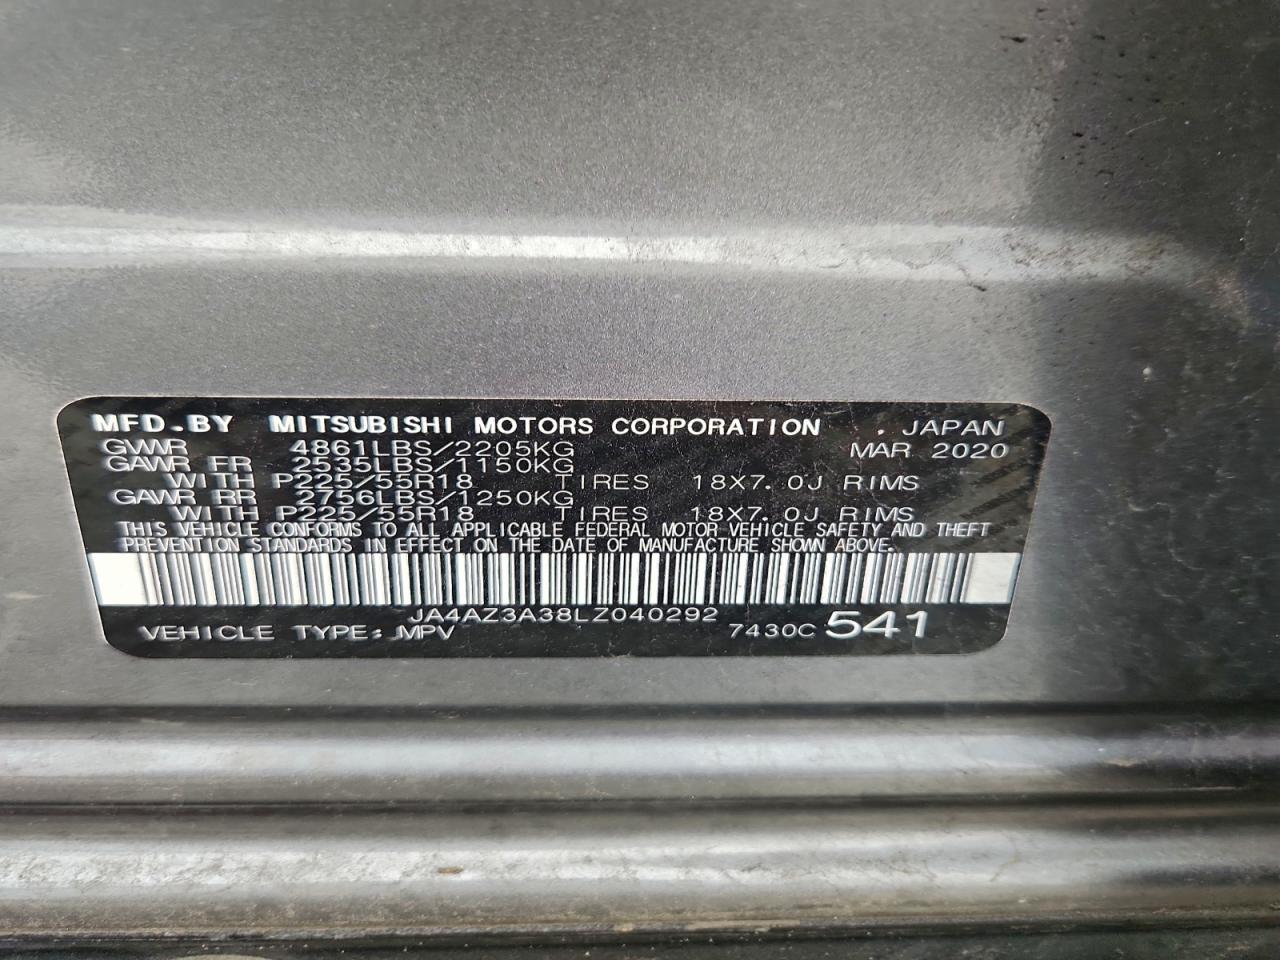 MFD.BY MITSUBISHI MOTORS CORPORATION , JAPAN
GVWR 4861LBS/2205KG MAR 2020
GAWR FR 2535LBS/1150KG
WITH P225/55R18 TIRES 18X7.0J RIMS
GAWR RR 2756LBS/1250KG
WITH P225/55R18 TIRES 18X7.0J RIMS
THIS VEHICLE CONFORMS TO ALL APPLICABLE FEDERAL MOTOR VEHICLE SAFETY AND THEFT
PREVENTION STANDARDS IN EFFECT ON THE DATE OF MANUFACTURE SHOWN ABOVE.
JA4AZ3A38LZ040292
VEHICLE TYPE: MPV 7430C 541